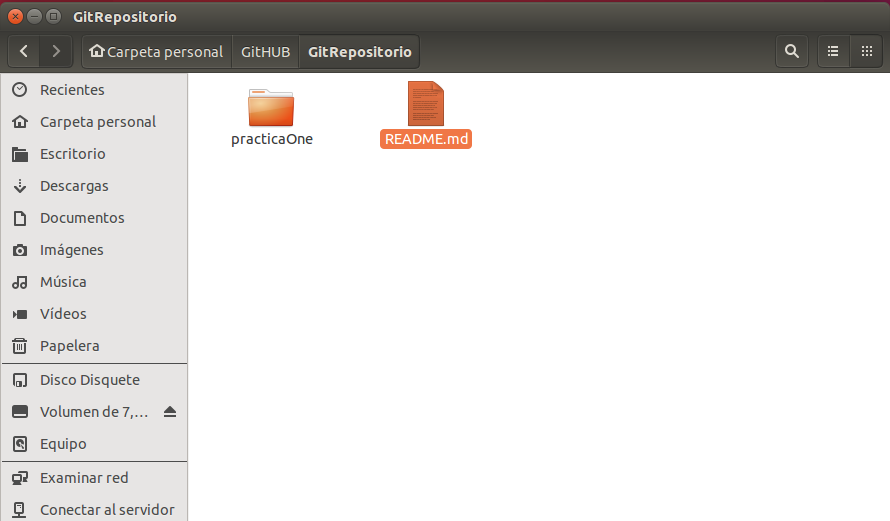 GitRepositorio
Carpeta personal GitHUB GitRepositorio
Recientes
Carpeta personal
Escritorio
Descargas
Documentos
Imágenes
Música
Vídeos
Papelera
Disco Disquete
Volumen de 7,...
Equipo
Examinar red
Conectar al servidor
practicaOne
README.md